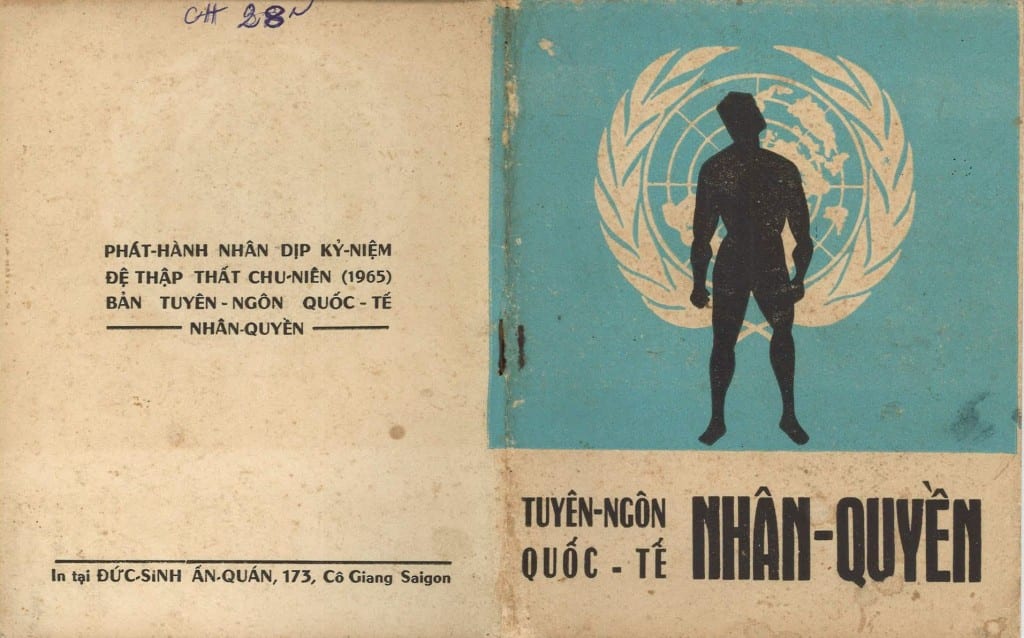 CH 28
PHÁT-HÀNH NHÂN DỊP KỶ-NIỆM
ĐỆ THẬP THẤT CHU-NIÊN (1965)
BẢN TUYÊN-NGÔN QUỐC-TẾ
NHÂN-QUYỀN
In tại ĐỨC-SiNH ẤN-QUÁN, 173, Cô Giang Saigon
TUYÊN-NGÔN
QUỐC-TẾ
NHÂN-QUYỀN